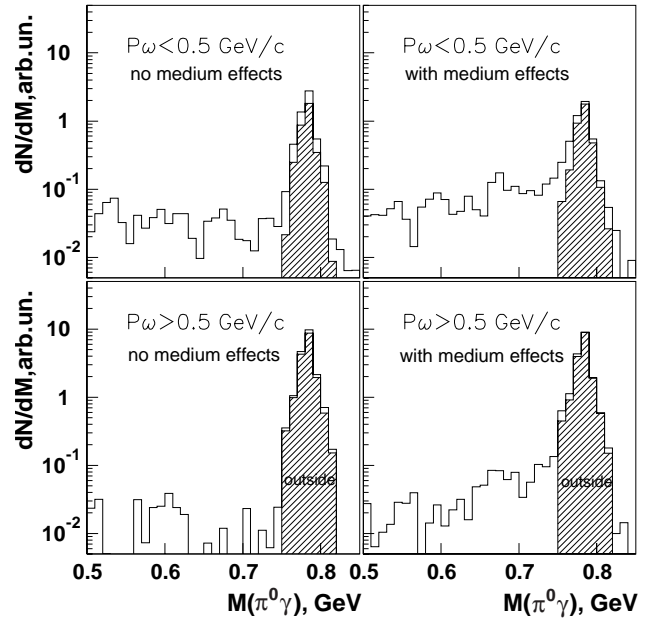 Pω<0.5 GeV/c
no medium effects
Pω<0.5 GeV/c
with medium effects
dN/dM,arb.un.
10
1
10⁻¹
10⁻²
Pω>0.5 GeV/c
no medium effects
outside
Pω>0.5 GeV/c
with medium effects
outside
dN/dM,arb.un.
10
1
10⁻¹
10⁻²
0.5 0.6 0.7 0.8
0.5 0.6 0.7 0.8
M(π⁰γ), GeV
M(π⁰γ), GeV